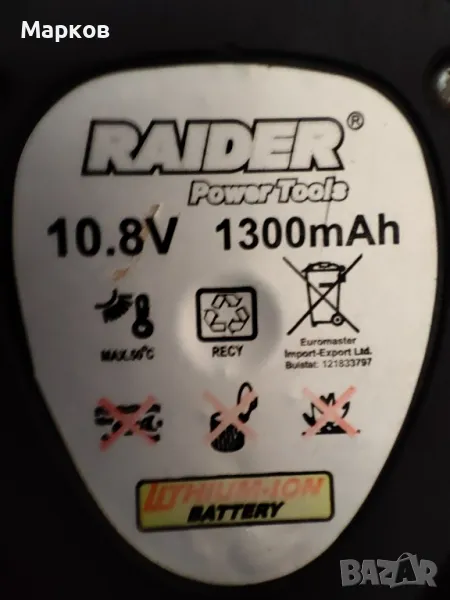 Марков
RAIDER®
Power Tools
10.8V 1300mAh
MAX.50°C
RECY
Euromaster
Import-Export Ltd.
Bulstat: 121833797
LITHIUM-ION
BATTERY
BAZAR